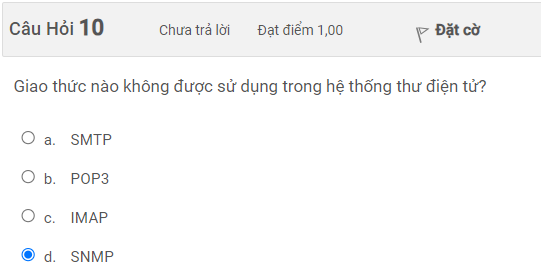 Câu Hỏi 10 Chưa trả lời Đạt điểm 1,00 Đặt cờ
Giao thức nào không được sử dụng trong hệ thống thư điện tử?
a. SMTP
b. POP3
c. IMAP
d. SNMP